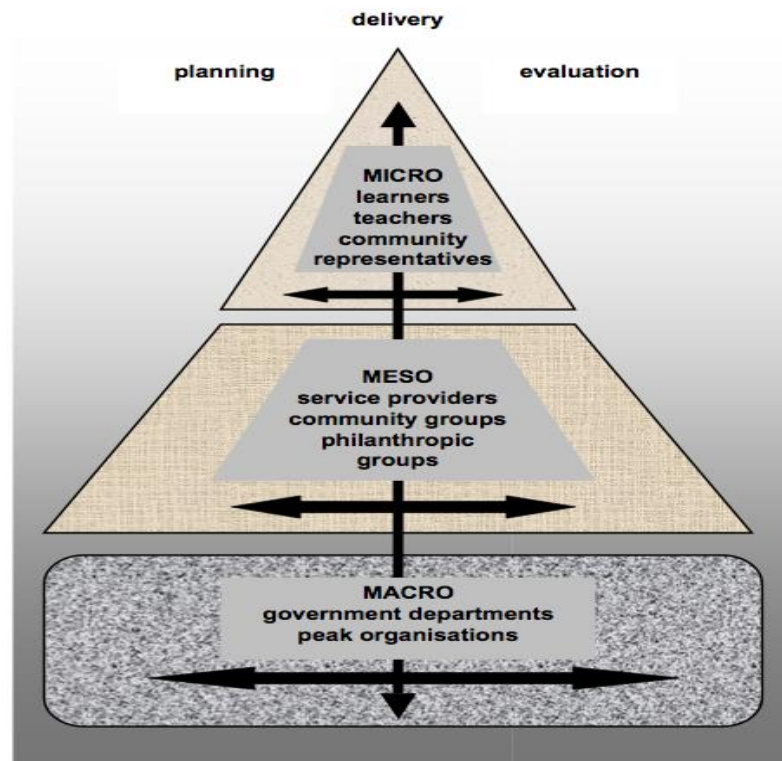 delivery
planning
evaluation
MICRO
learners
teachers
community
representatives
MESO
service providers
community groups
philanthropic
groups
MACRO
government departments
peak organisations